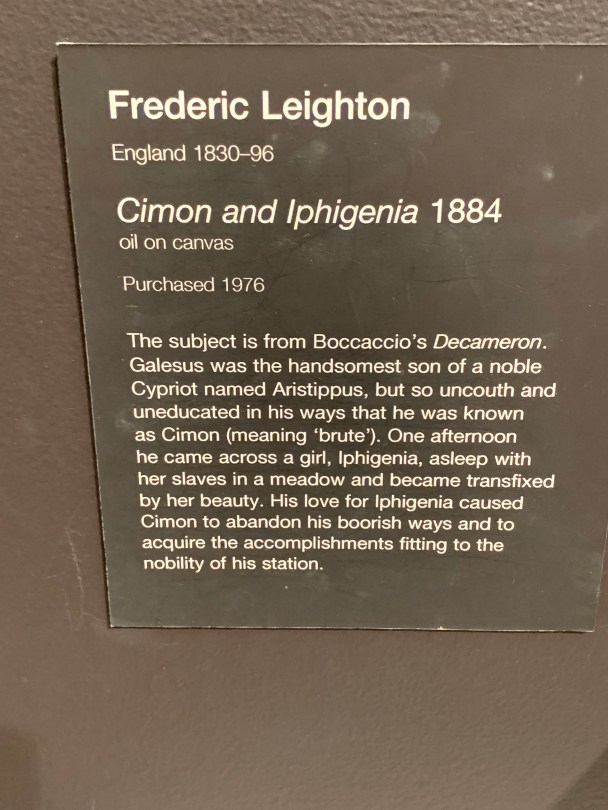 Frederic Leighton
England 1830–96
Cimon and Iphigenia 1884
oil on canvas
Purchased 1976
The subject is from Boccaccio’s Decameron.
Galesus was the handsomest son of a noble
Cypriot named Aristippus, but so uncouth and
uneducated in his ways that he was known
as Cimon (meaning ‘brute’). One afternoon
he came across a girl, Iphigenia, asleep with
her slaves in a meadow and became transfixed
by her beauty. His love for Iphigenia caused
Cimon to abandon his boorish ways and to
acquire the accomplishments fitting to the
nobility of his station.